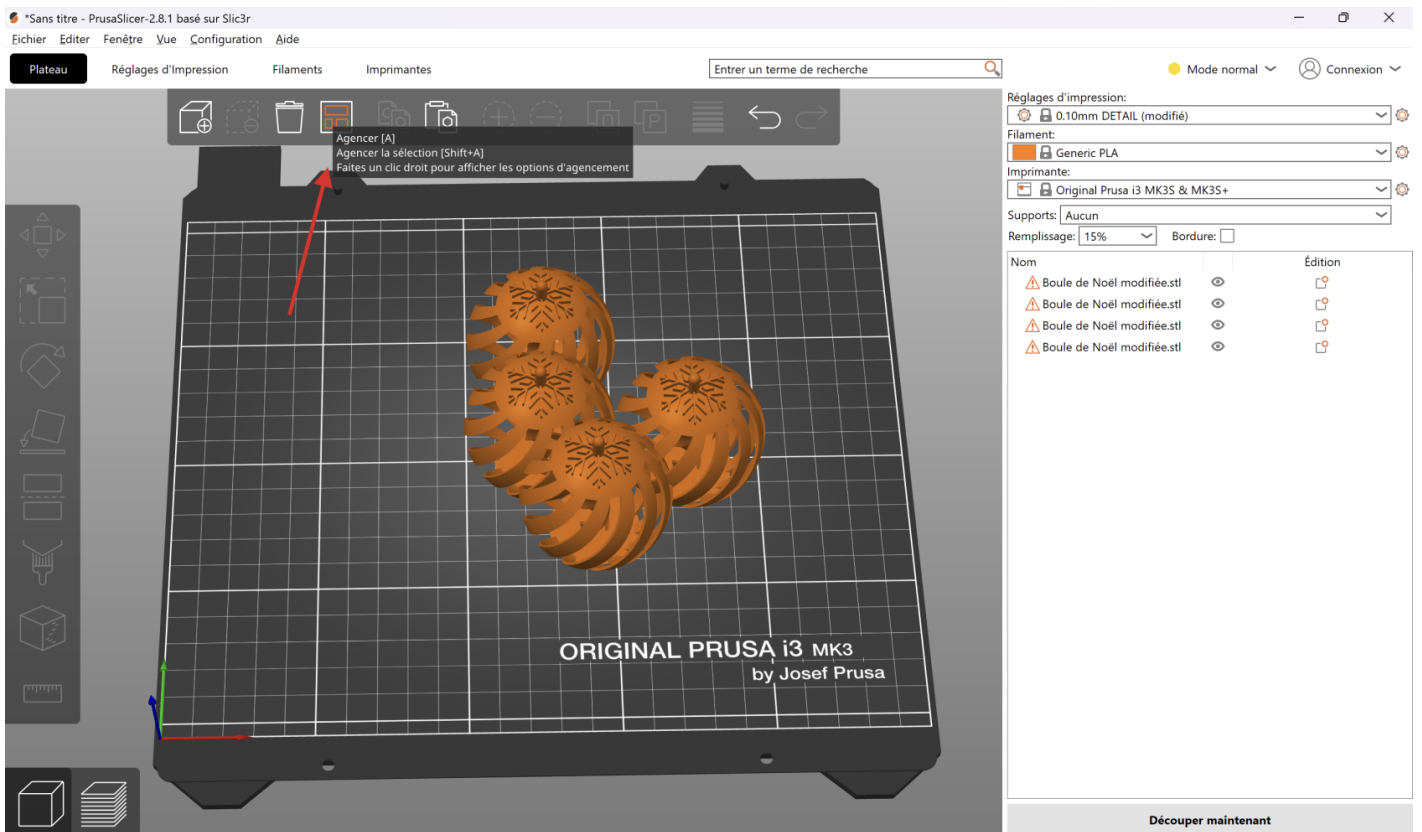 *Sans titre - PrusaSlicer-2.8.1 basé sur Slic3r
Fichier Editer Fenêtre Vue Configuration Aide
Plateau Réglages d'Impression Filaments Imprimantes Entrer un terme de recherche Mode normal Connexion
Agencer [A]
Agencer la sélection [Shift+A]
Faites un clic droit pour afficher les options d'agencement
ORIGINAL PRUSA i3 MK3
by Josef Prusa
Réglages d'impression:
0.10mm DETAIL (modifié)
Filament:
Generic PLA
Imprimante:
Original Prusa i3 MK3S & MK3S+
Supports: Aucun
Remplissage: 15% Bordure:
Nom Édition
Boule de Noël modifiée.stl
Boule de Noël modifiée.stl
Boule de Noël modifiée.stl
Boule de Noël modifiée.stl
Découper maintenant